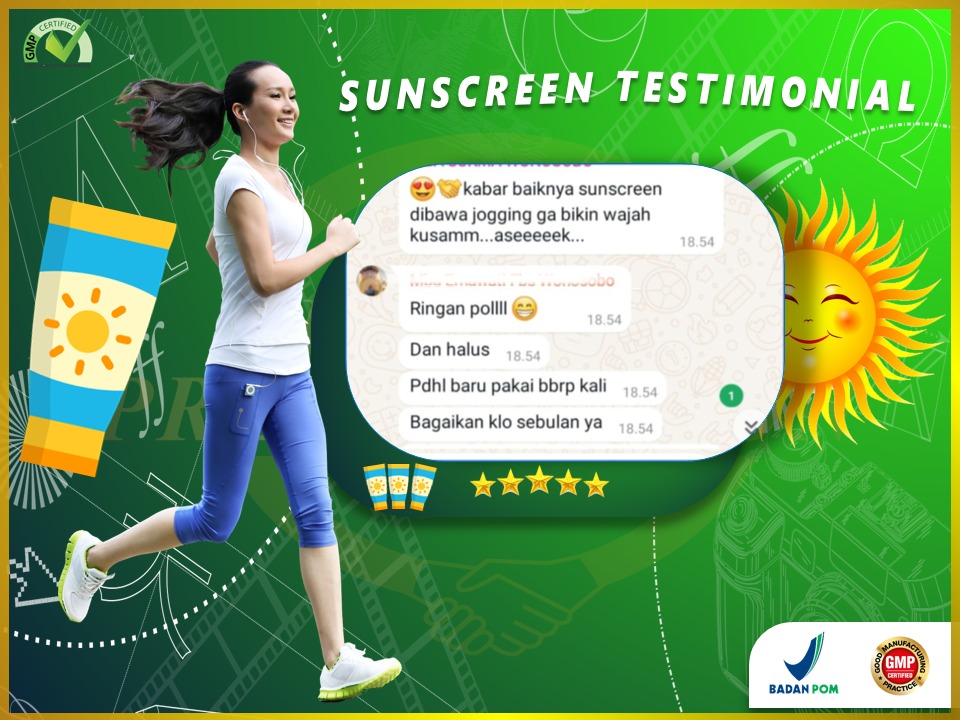 GMP CERTIFIED
SUNSCREEN TESTIMONIAL
😍🤝kabar baiknya sunscreen
dibawa jogging ga bikin wajah
kusamm...aseeeeek...
18.54
Ringan pollll 😁
18.54
Dan halus 18.54
Pdhl baru pakai bbrp kali 18.54
1
Bagaikan klo sebulan ya 18.54
BADAN POM
GOOD MANUFACTURING
GMP
CERTIFIED
PRACTICE